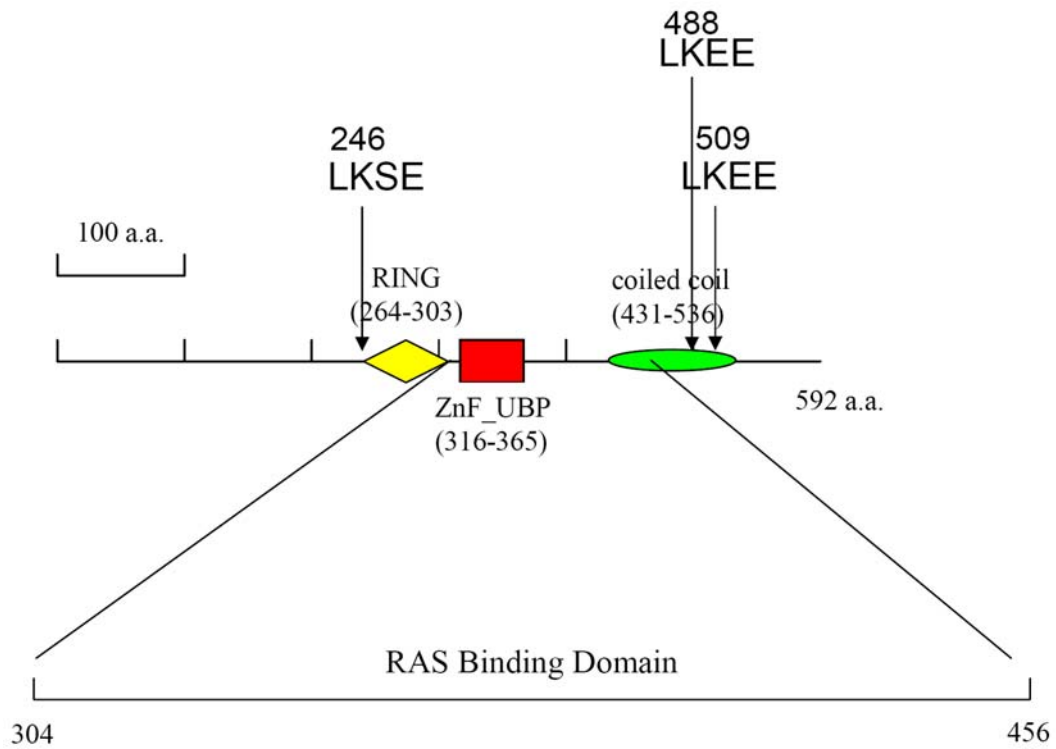 488
LKEE
246
LKSE
509
LKEE
100 a.a.
RING
(264-303)
coiled coil
(431-536)
ZnF_UBP
(316-365)
592 a.a.
RAS Binding Domain
304
456